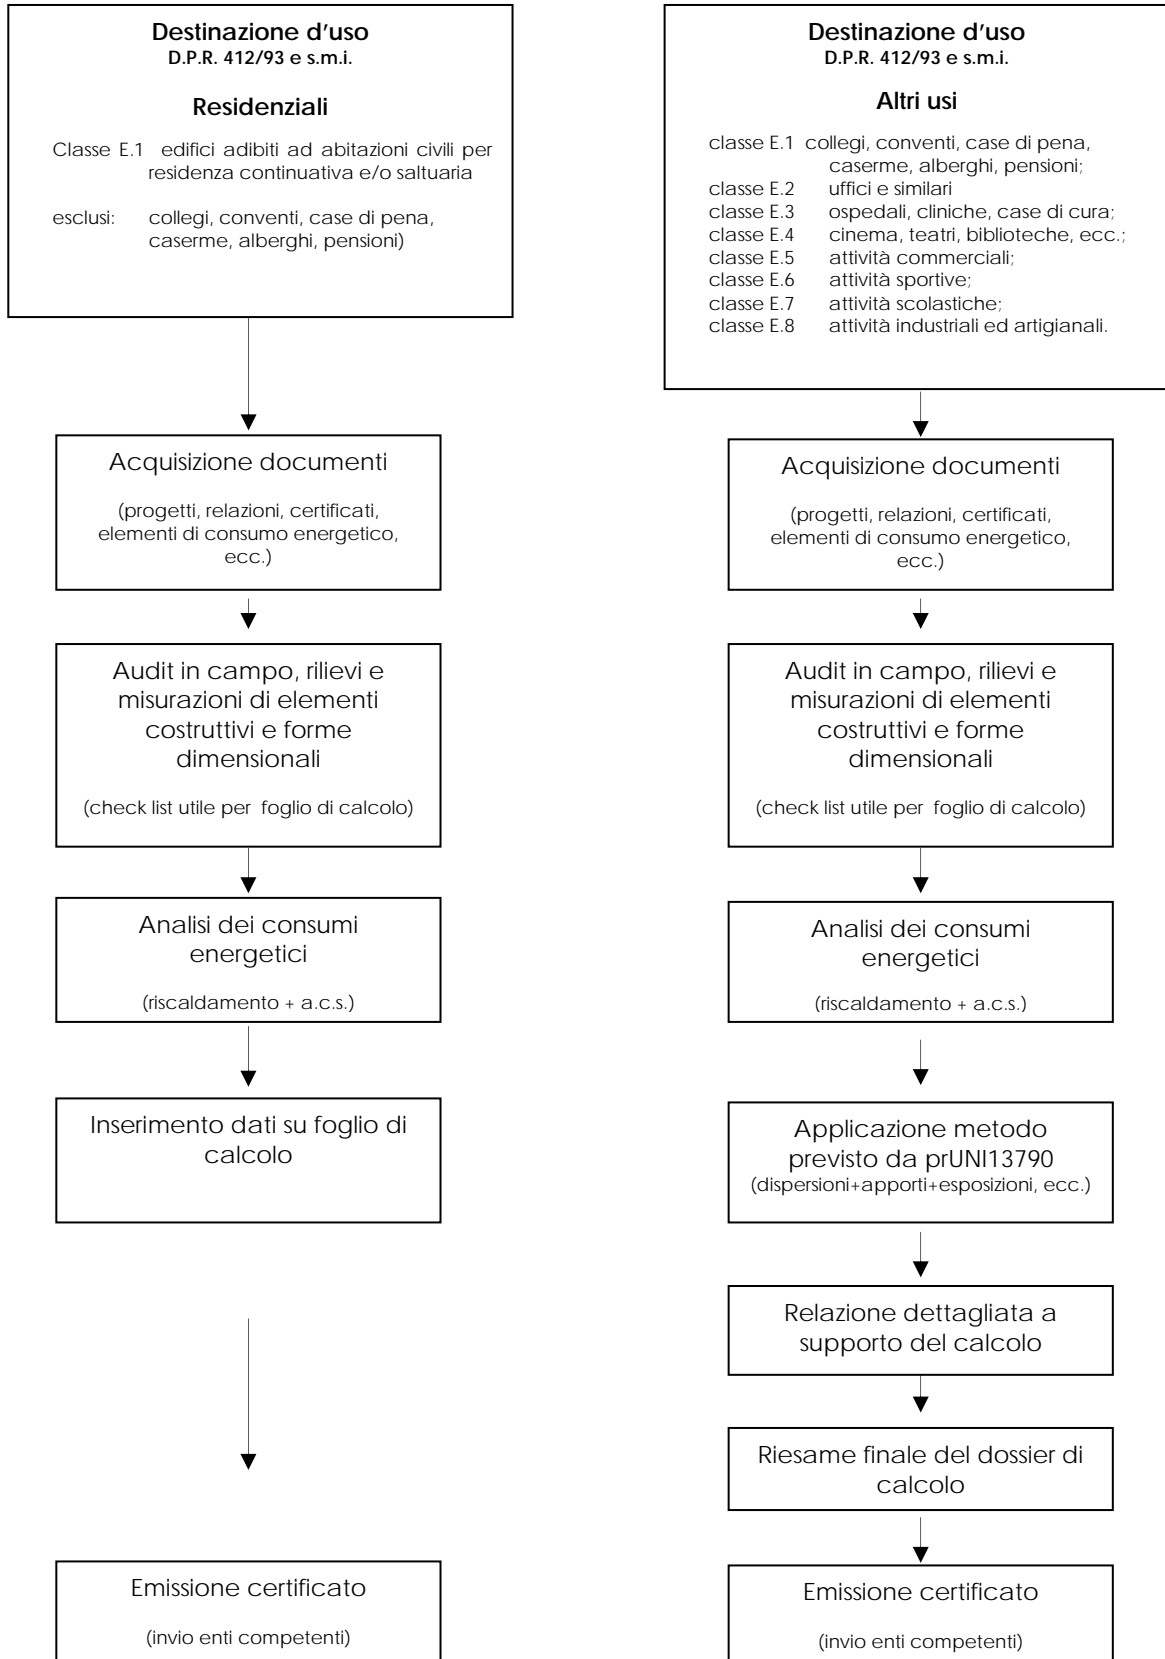 Destinazione d'uso
D.P.R. 412/93 e s.m.i.
Residenziali
Classe E.1 edifici adibiti ad abitazioni civili per
residenza continuativa e/o saltuaria
esclusi: collegi, conventi, case di pena,
caserme, alberghi, pensioni)
Acquisizione documenti
(progetti, relazioni, certificati,
elementi di consumo energetico,
ecc.)
Audit in campo, rilievi e
misurazioni di elementi
costruttivi e forme
dimensionali
(check list utile per foglio di calcolo)
Analisi dei consumi
energetici
(riscaldamento + a.c.s.)
Inserimento dati su foglio di
calcolo
Emissione certificato
(invio enti competenti)
Destinazione d'uso
D.P.R. 412/93 e s.m.i.
Altri usi
classe E.1 collegi, conventi, case di pena,
caserme, alberghi, pensioni;
classe E.2 uffici e similari
classe E.3 ospedali, cliniche, case di cura;
classe E.4 cinema, teatri, biblioteche, ecc.;
classe E.5 attività commerciali;
classe E.6 attività sportive;
classe E.7 attività scolastiche;
classe E.8 attività industriali ed artigianali.
Acquisizione documenti
(progetti, relazioni, certificati,
elementi di consumo energetico,
ecc.)
Audit in campo, rilievi e
misurazioni di elementi
costruttivi e forme
dimensionali
(check list utile per foglio di calcolo)
Analisi dei consumi
energetici
(riscaldamento + a.c.s.)
Applicazione metodo
previsto da prUNI13790
(dispersioni+apporti+esposizioni, ecc.)
Relazione dettagliata a
supporto del calcolo
Riesame finale del dossier di
calcolo
Emissione certificato
(invio enti competenti)